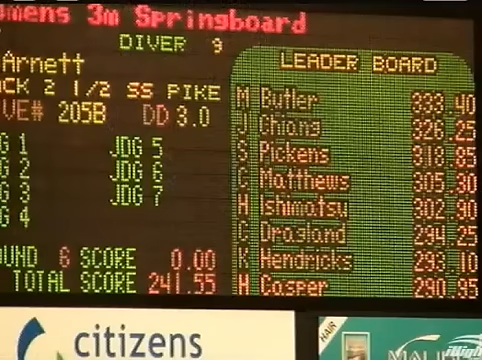 omens 3m Springboard
DIVER 9
Arnett
CK 2 1/2 SS PIKE
VE# 205B DD 3.0
G 1 JDG 5
G 2 JDG 6
G 3 JDG 7
G 4
UND 6 SCORE 0.00
TOTAL SCORE 241.55
LEADER BOARD
M Butler 333.40
J Chiang 326.25
S Pickens 318.85
C Matthews 305.30
H Ishimatsu 302.90
C Dragland 294.25
K Hendricks 293.10
H Casper 290.95
citizens
HAIR